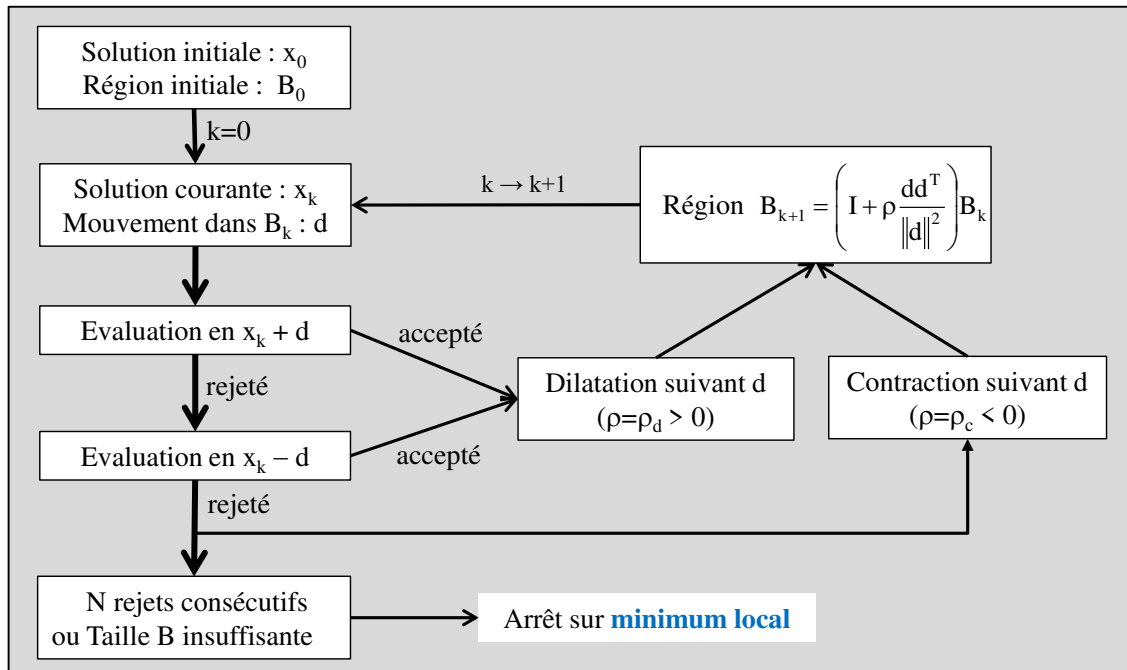 Solution initiale : x₀
Région initiale : B₀
k=0
Solution courante : xₖ
Mouvement dans Bₖ : d
k → k+1
Région Bₖ₊₁ = (I + ρ ddᵀ / ‖d‖²) Bₖ
Evaluation en xₖ + d
accepté
rejeté
Dilatation suivant d
(ρ=ρ_d > 0)
Contraction suivant d
(ρ=ρ_c < 0)
Evaluation en xₖ – d
accepté
rejeté
N rejets consécutifs
ou Taille B insuffisante
Arrêt sur minimum local